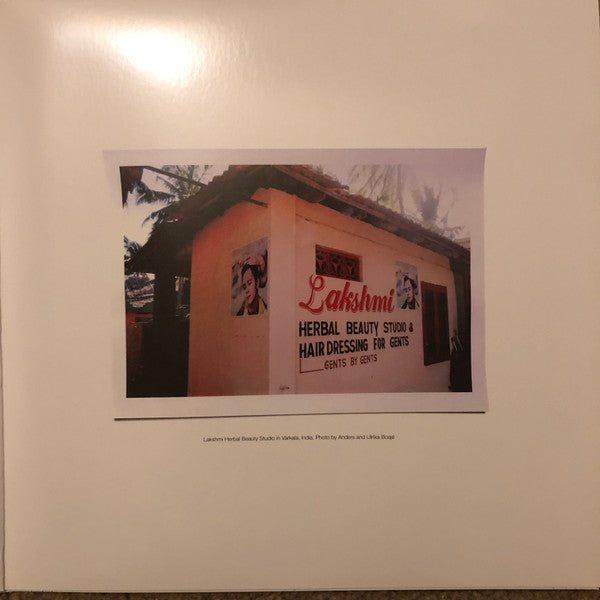 Lakshmi
HERBAL BEAUTY STUDIO &
HAIR DRESSING FOR GENTS
GENTS BY GENTS
Lakshmi Herbal Beauty Studio in Varkala, India. Photo by Anders and Ulrika